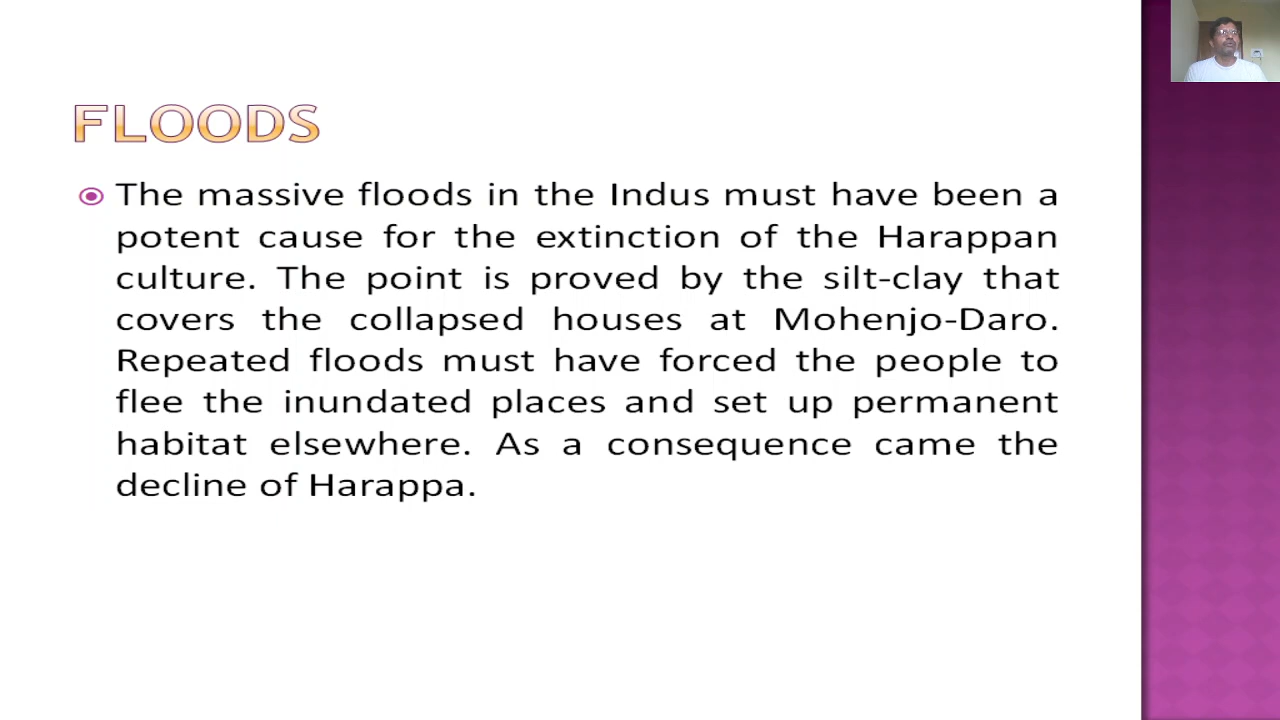 FLOODS
The massive floods in the Indus must have been a
potent cause for the extinction of the Harappan
culture. The point is proved by the silt-clay that
covers the collapsed houses at Mohenjo-Daro.
Repeated floods must have forced the people to
flee the inundated places and set up permanent
habitat elsewhere. As a consequence came the
decline of Harappa.